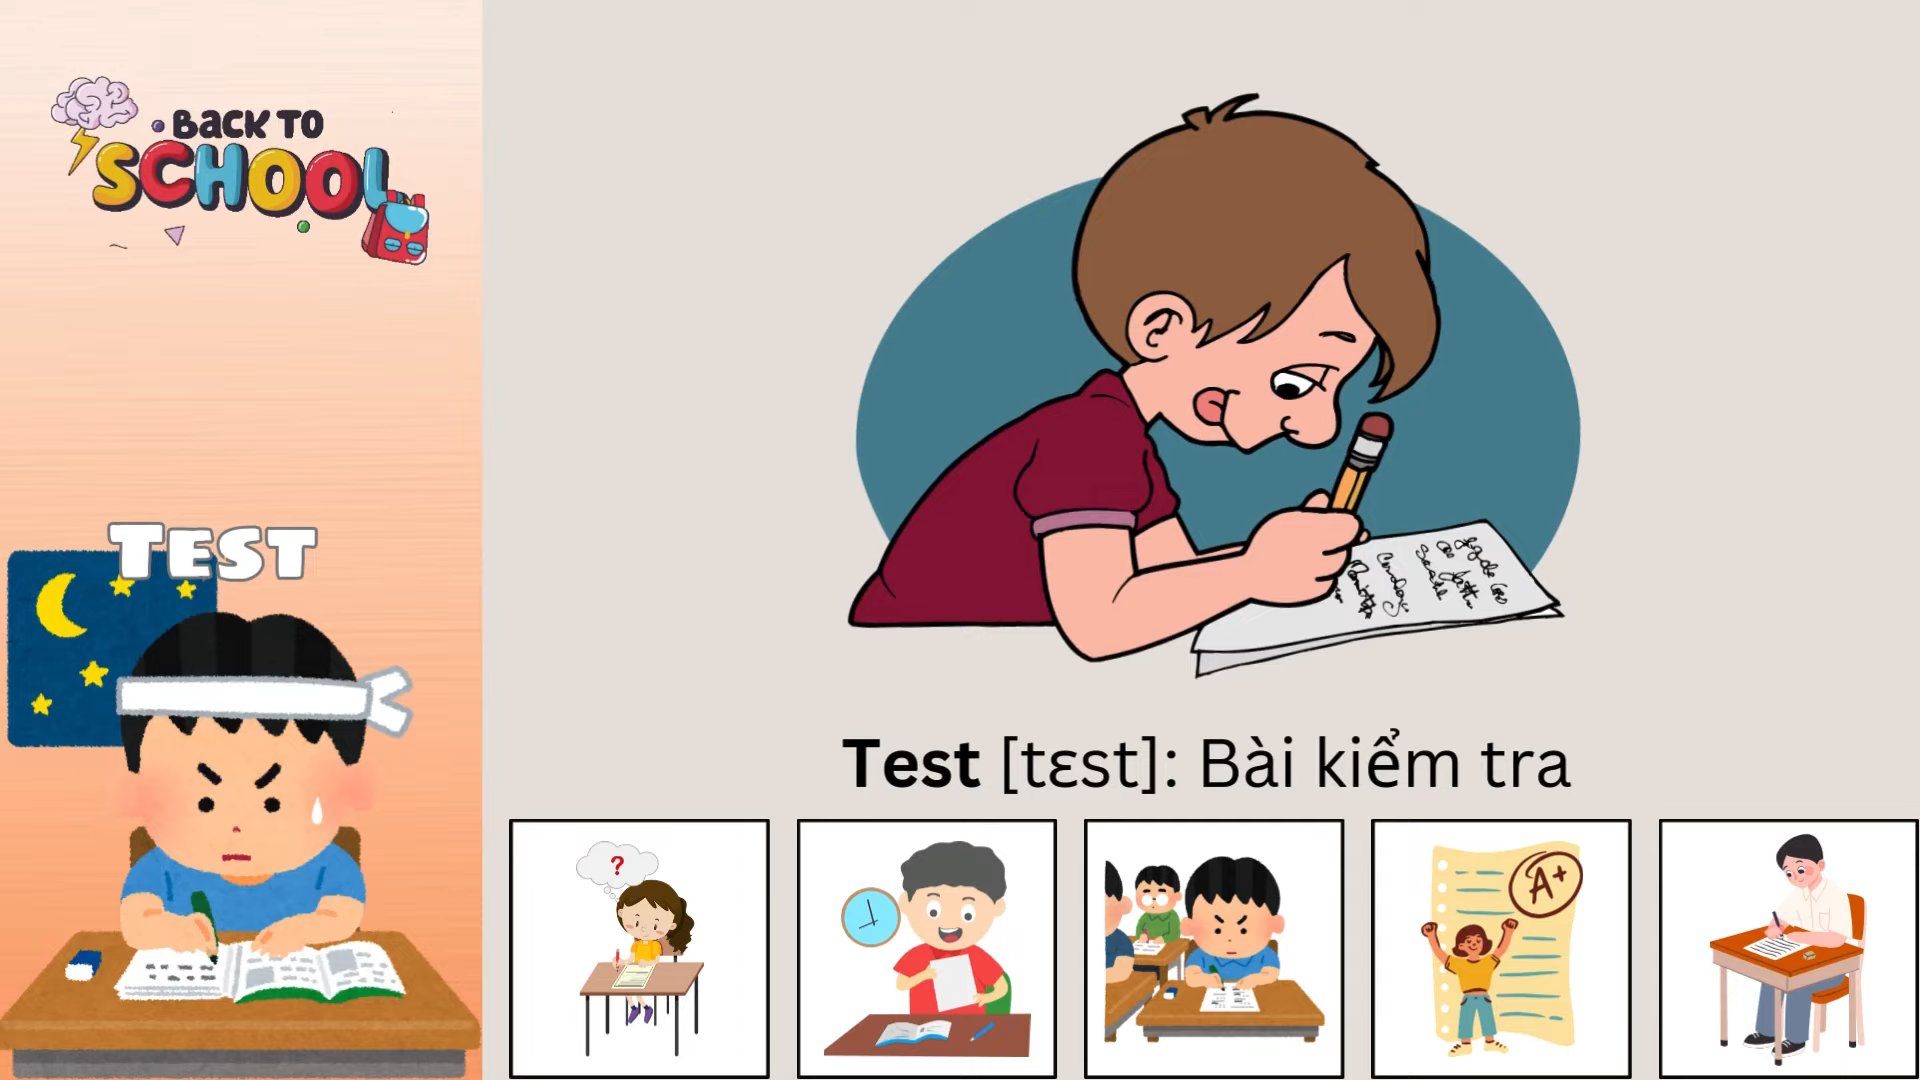 BACK TO
SCHOOL
TEST
Test [tɛst]: Bài kiểm tra
?
A+